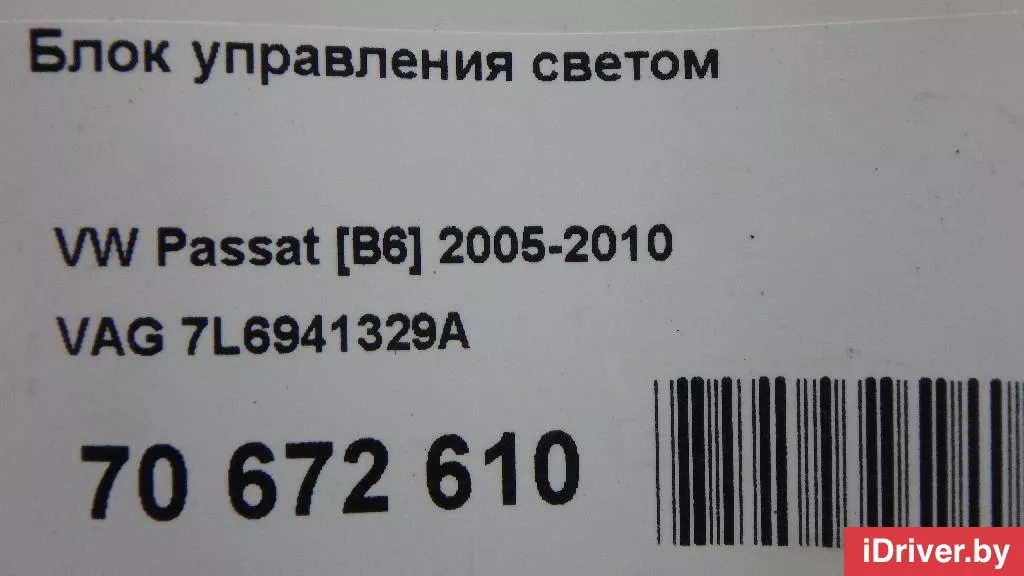 Блок управления светом
VW Passat [B6] 2005-2010
VAG 7L6941329A
70 672 610
iDriver.by